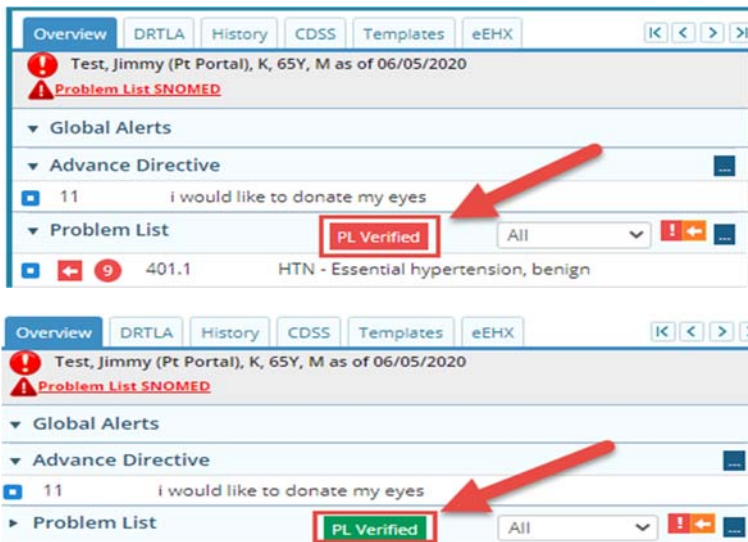 Overview DRTLA History CDSS Templates eEHX
Test, Jimmy (Pt Portal), K, 65Y, M as of 06/05/2020
Problem List SNOMED
Global Alerts
Advance Directive
11 i would like to donate my eyes
Problem List PL Verified All
9 401.1 HTN - Essential hypertension, benign
Overview DRTLA History CDSS Templates eEHX
Test, Jimmy (Pt Portal), K, 65Y, M as of 06/05/2020
Problem List SNOMED
Global Alerts
Advance Directive
11 i would like to donate my eyes
Problem List PL Verified All